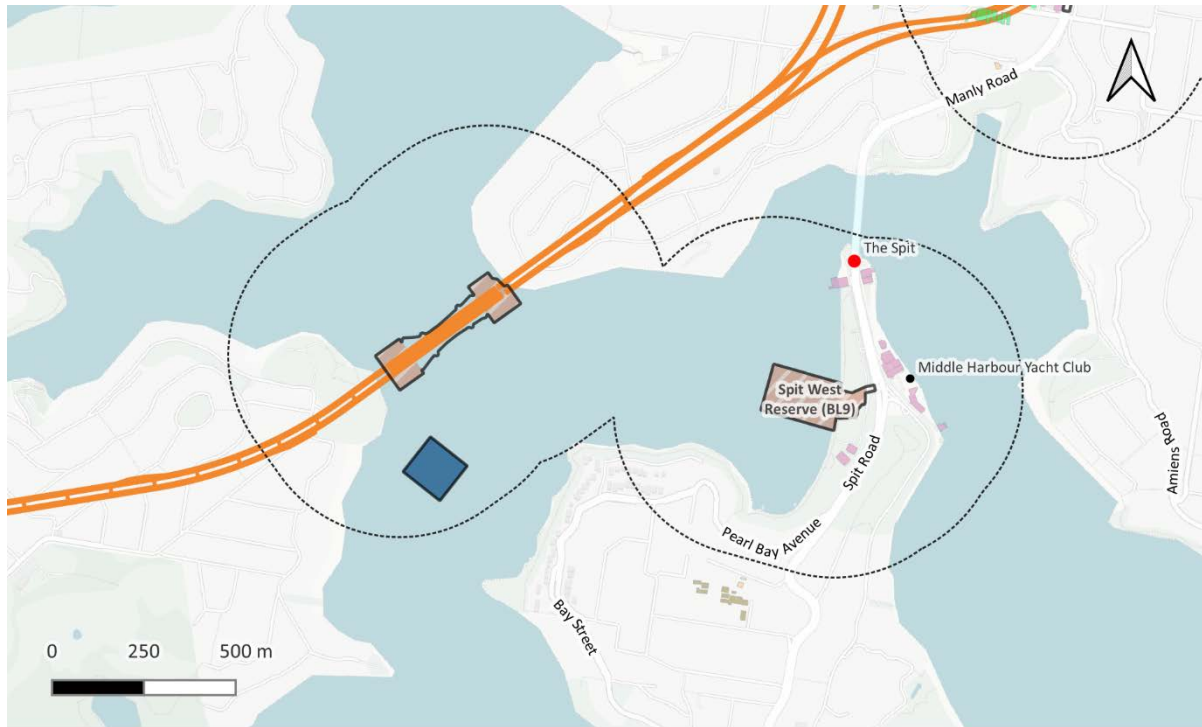 Manly Road
The Spit
Middle Harbour Yacht Club
Spit West
Reserve (BL9)
Spit Road
Amiens Road
Pearl Bay Avenue
Bay Street
0 250 500 m